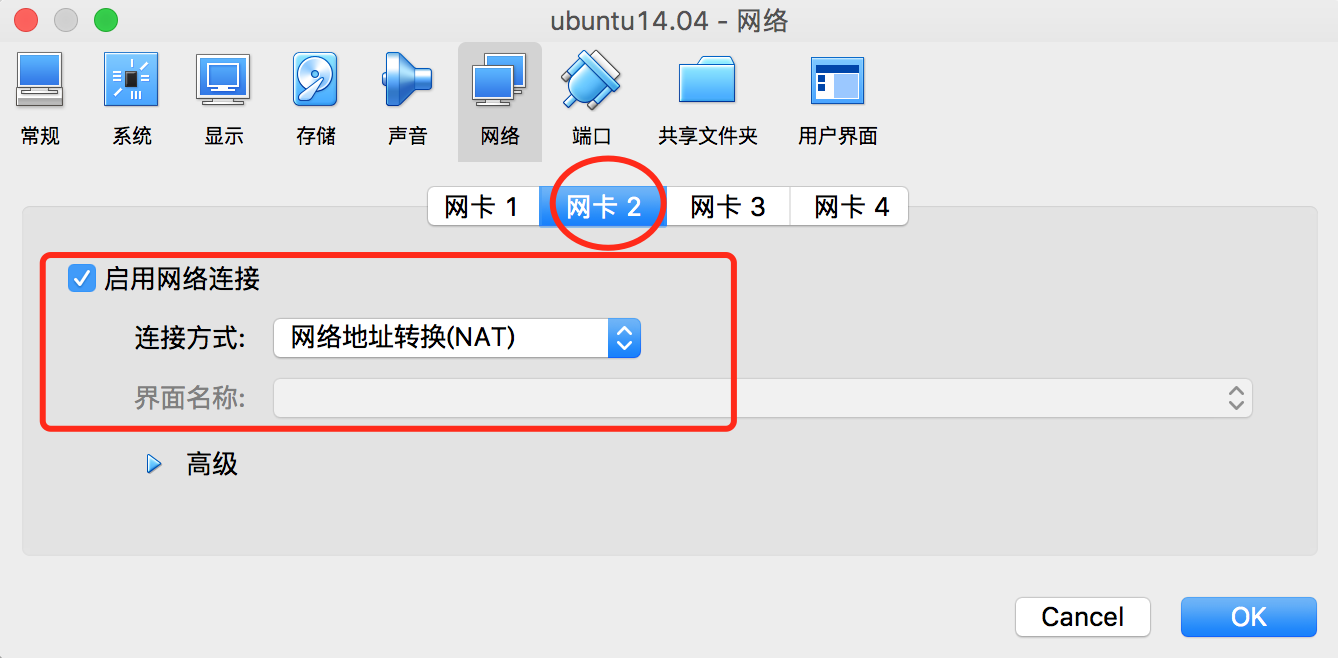 ubuntu14.04 - 网络
常规 系统 显示 存储 声音 网络 端口 共享文件夹 用户界面
网卡 1 网卡 2 网卡 3 网卡 4
启用网络连接
连接方式: 网络地址转换(NAT)
界面名称:
高级
Cancel OK